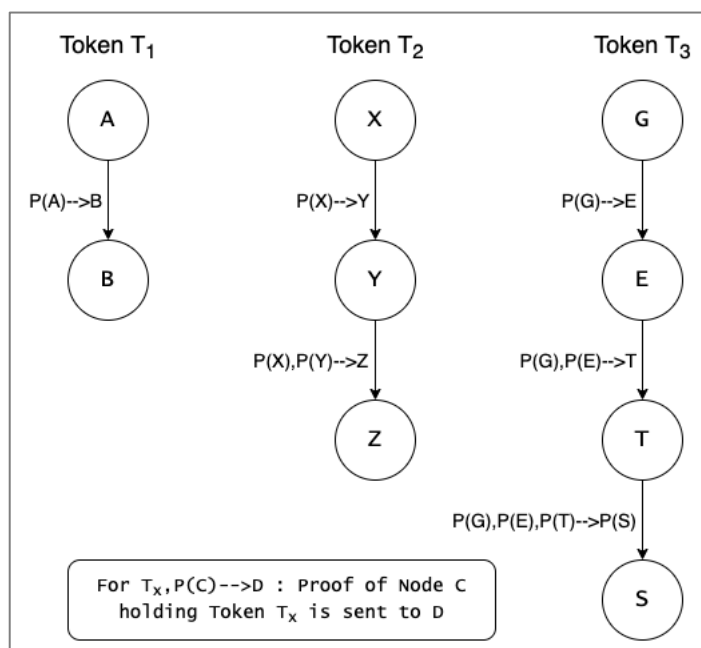 Token T₁ Token T₂ Token T₃
A X G
P(A)-->B P(X)-->Y P(G)-->E
B Y E
P(X),P(Y)-->Z P(G),P(E)-->T
Z T
P(G),P(E),P(T)-->P(S)
For Tₓ,P(C)-->D : Proof of Node C
holding Token Tₓ is sent to D
S